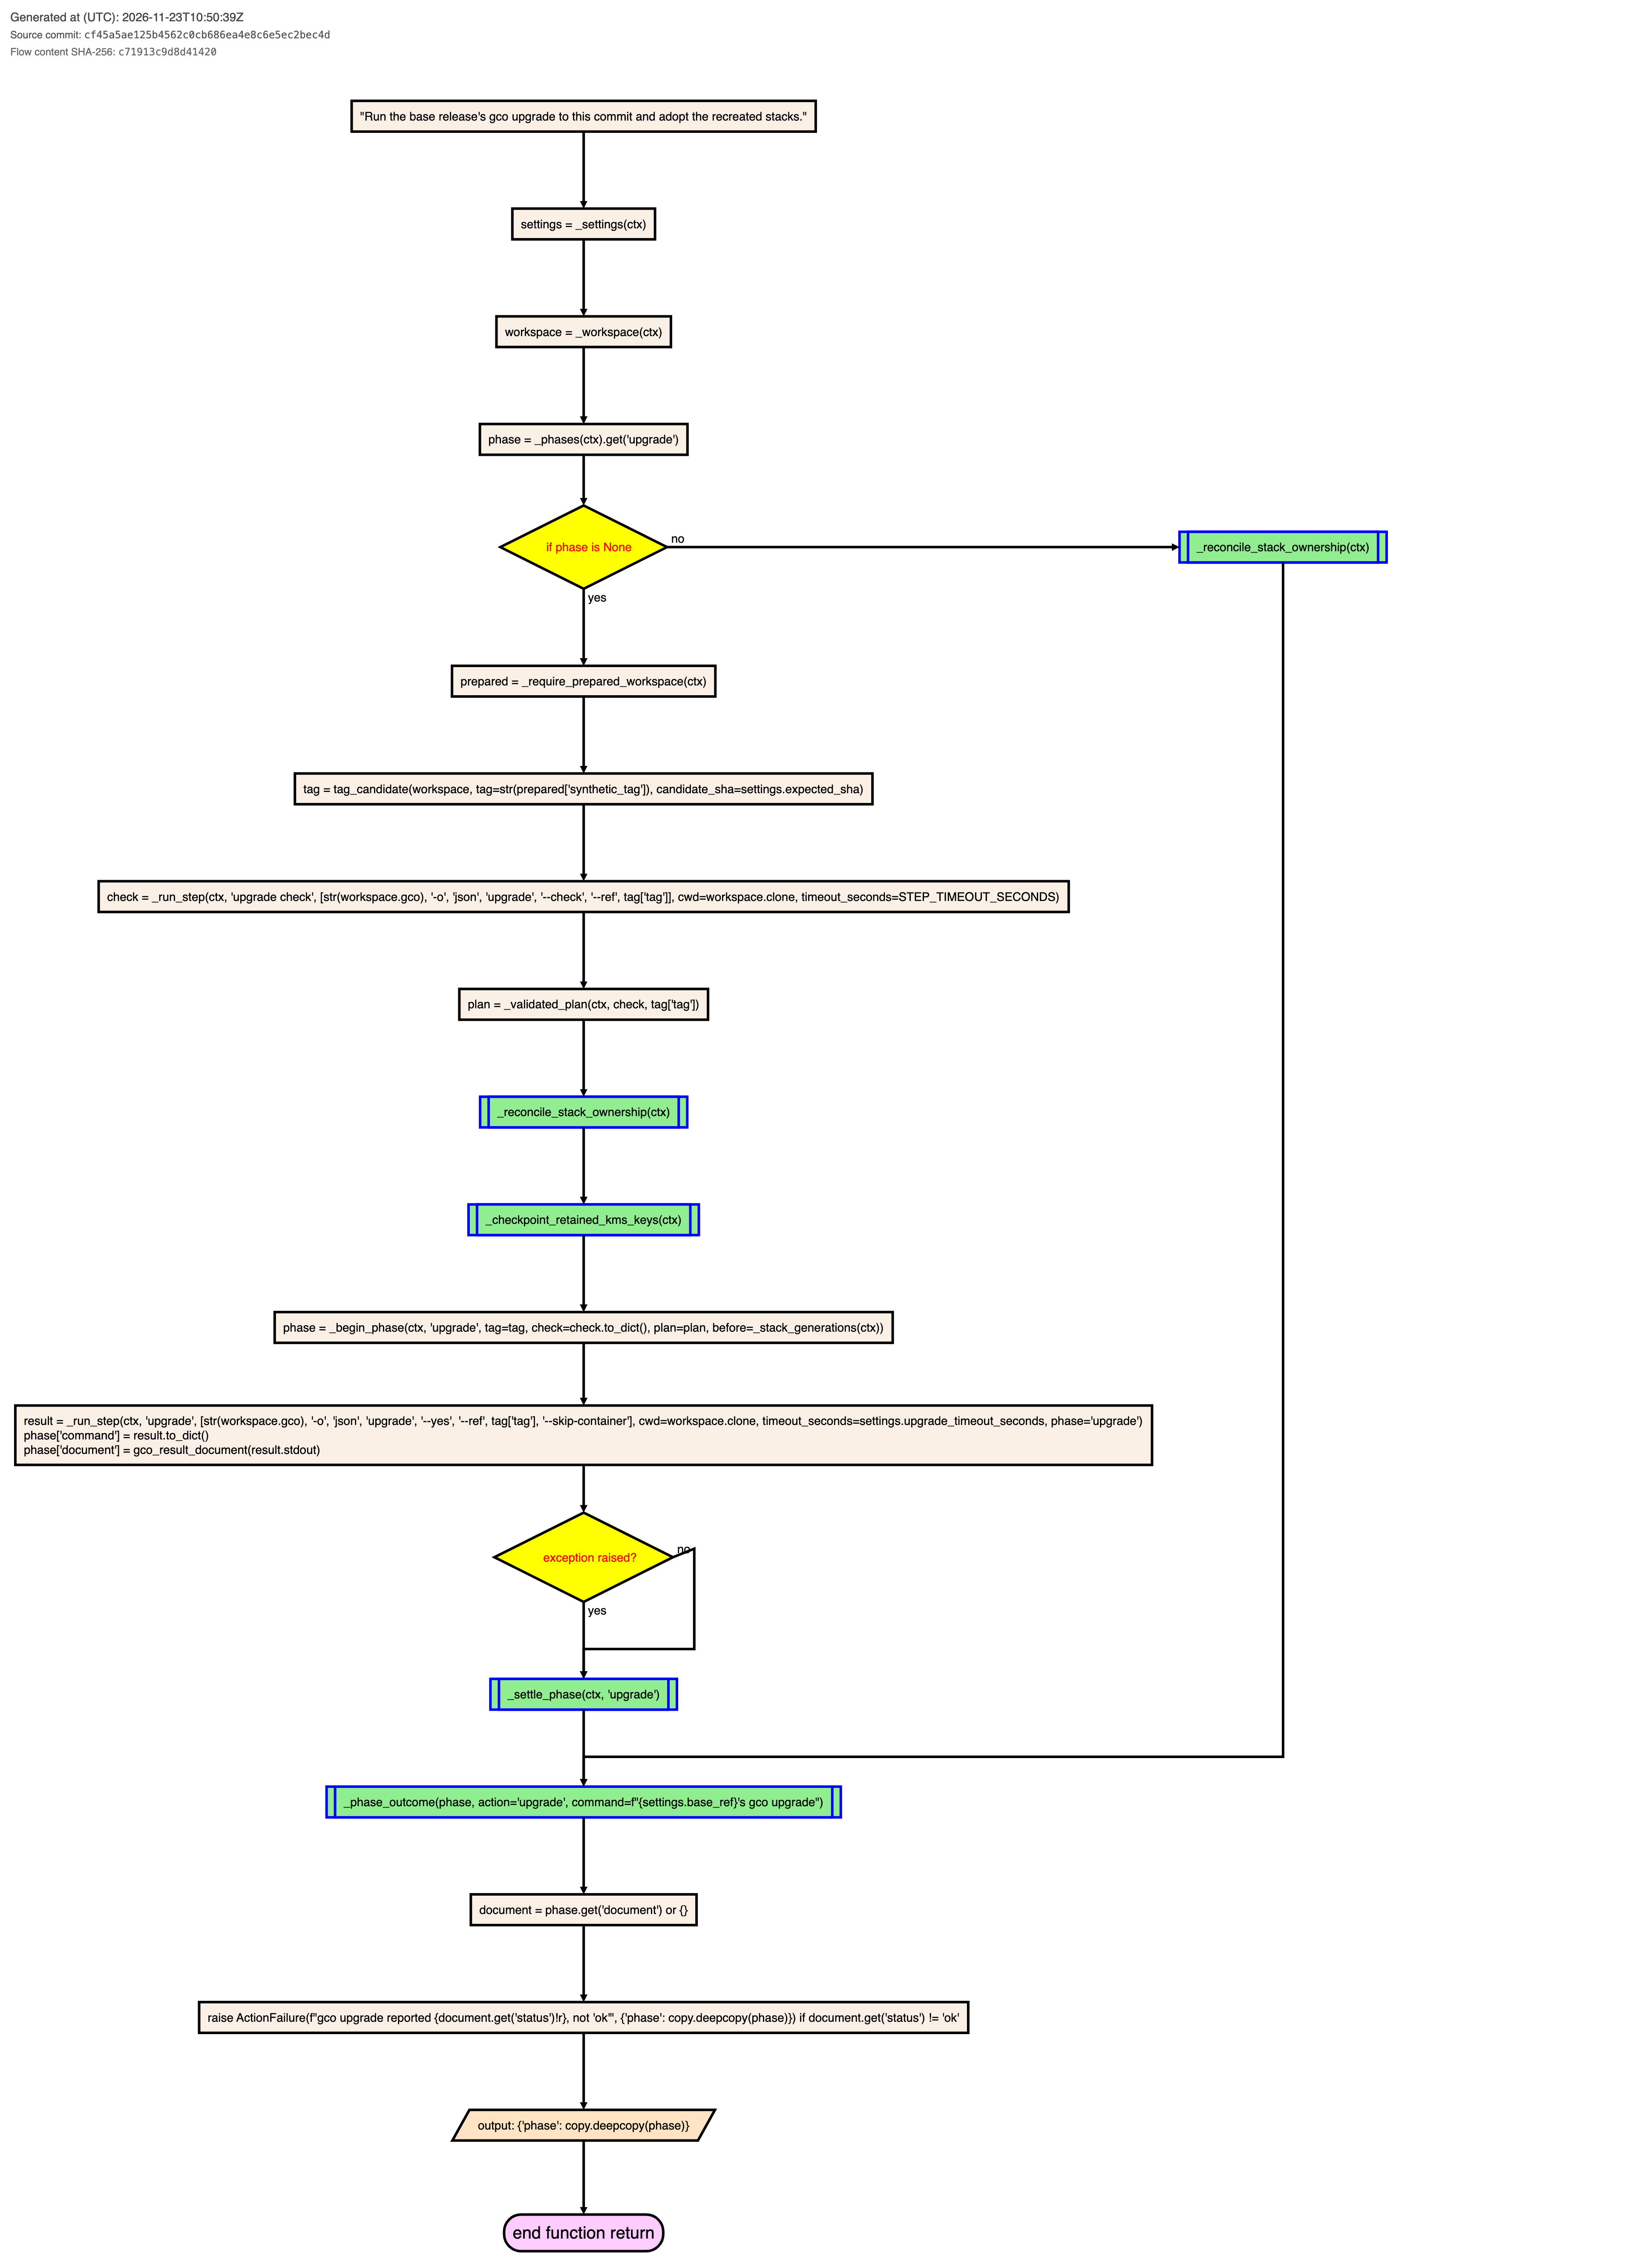 Generated at (UTC): 2026-11-23T10:50:39Z
Source commit: cf45a5ae125b4562c0cb686ea4e8c6e5ec2bec4d
Flow content SHA-256: c71913c9d8d41420
"Run the base release's gco upgrade to this commit and adopt the recreated stacks."
settings = _settings(ctx)
workspace = _workspace(ctx)
phase = _phases(ctx).get('upgrade')
if phase is None
no
_reconcile_stack_ownership(ctx)
yes
prepared = _require_prepared_workspace(ctx)
tag = tag_candidate(workspace, tag=str(prepared['synthetic_tag']), candidate_sha=settings.expected_sha)
check = _run_step(ctx, 'upgrade check', [str(workspace.gco), '-o', 'json', 'upgrade', '--check', '--ref', tag['tag']], cwd=workspace.clone, timeout_seconds=STEP_TIMEOUT_SECONDS)
plan = _validated_plan(ctx, check, tag['tag'])
_reconcile_stack_ownership(ctx)
_checkpoint_retained_kms_keys(ctx)
phase = _begin_phase(ctx, 'upgrade', tag=tag, check=check.to_dict(), plan=plan, before=_stack_generations(ctx))
result = _run_step(ctx, 'upgrade', [str(workspace.gco), '-o', 'json', 'upgrade', '--yes', '--ref', tag['tag'], '--skip-container'], cwd=workspace.clone, timeout_seconds=settings.upgrade_timeout_seconds, phase='upgrade')
phase['command'] = result.to_dict()
phase['document'] = gco_result_document(result.stdout)
exception raised?
no
yes
_settle_phase(ctx, 'upgrade')
_phase_outcome(phase, action='upgrade', command=f"{settings.base_ref}'s gco upgrade")
document = phase.get('document') or {}
raise ActionFailure(f"gco upgrade reported {document.get('status')!r}, not 'ok'", {'phase': copy.deepcopy(phase)}) if document.get('status') != 'ok'
output: {'phase': copy.deepcopy(phase)}
end function return